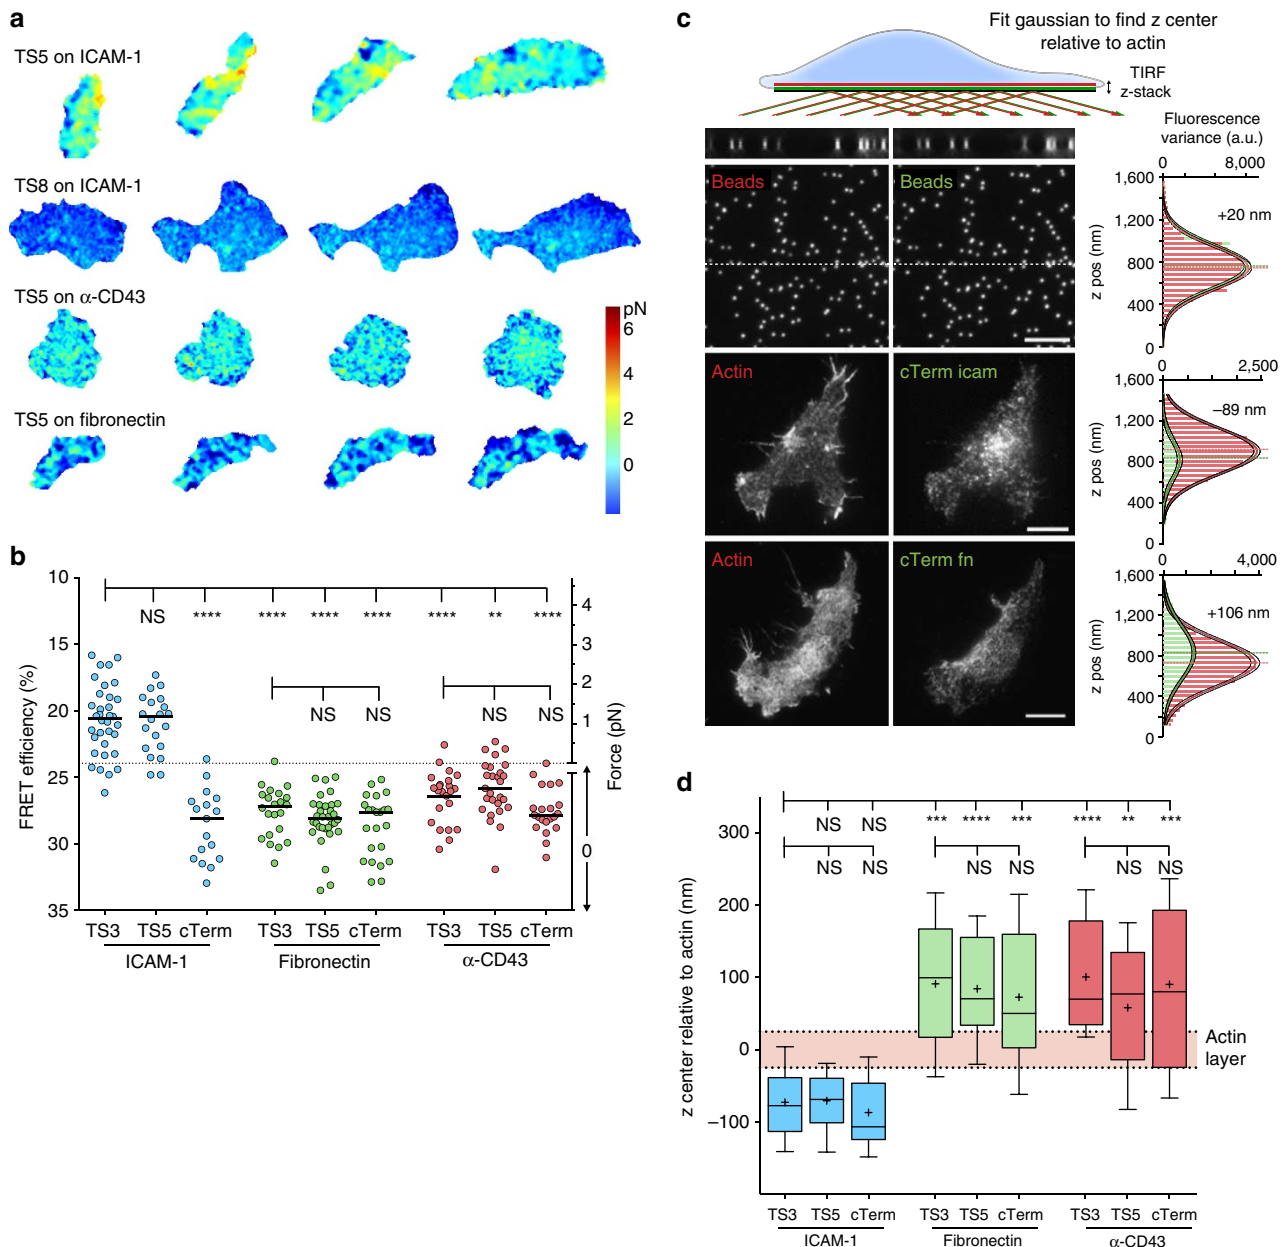 a
TS5 on ICAM-1
TS8 on ICAM-1
TS5 on α-CD43
TS5 on fibronectin
pN
6
4
2
0
b
10
15
20
25
30
35
FRET efficiency (%)
NS **** **** **** **** **** ** ****
NS NS
NS NS
4
3
2
1
0
Force (pN)
TS3 TS5 cTerm TS3 TS5 cTerm TS3 TS5 cTerm
ICAM-1 Fibronectin α-CD43
c
Fit gaussian to find z center
relative to actin
TIRF
z-stack
Beads
Beads
Actin
cTerm icam
Actin
cTerm fn
Fluorescence
variance (a.u.)
0 8,000
1,600
1,200
800
400
0
z pos (nm)
+20 nm
0 2,500
1,600
1,200
800
400
0
z pos (nm)
–89 nm
0 4,000
1,600
1,200
800
400
0
z pos (nm)
+106 nm
d
300
200
100
0
–100
z center relative to actin (nm)
NS NS *** **** *** **** ** ***
NS NS NS NS NS NS
Actin
layer
TS3 TS5 cTerm TS3 TS5 cTerm TS3 TS5 cTerm
ICAM-1 Fibronectin α-CD43